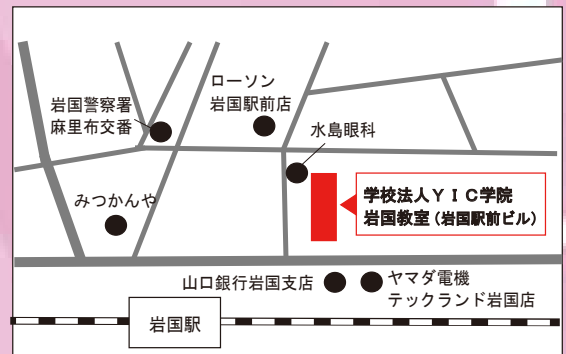 ローソン
岩国駅前店
岩国警察署
麻里布交番
水島眼科
みつかんや
学校法人ＹＩＣ学院
岩国教室（岩国駅前ビル）
山口銀行岩国支店
ヤマダ電機
テックランド岩国店
岩国駅